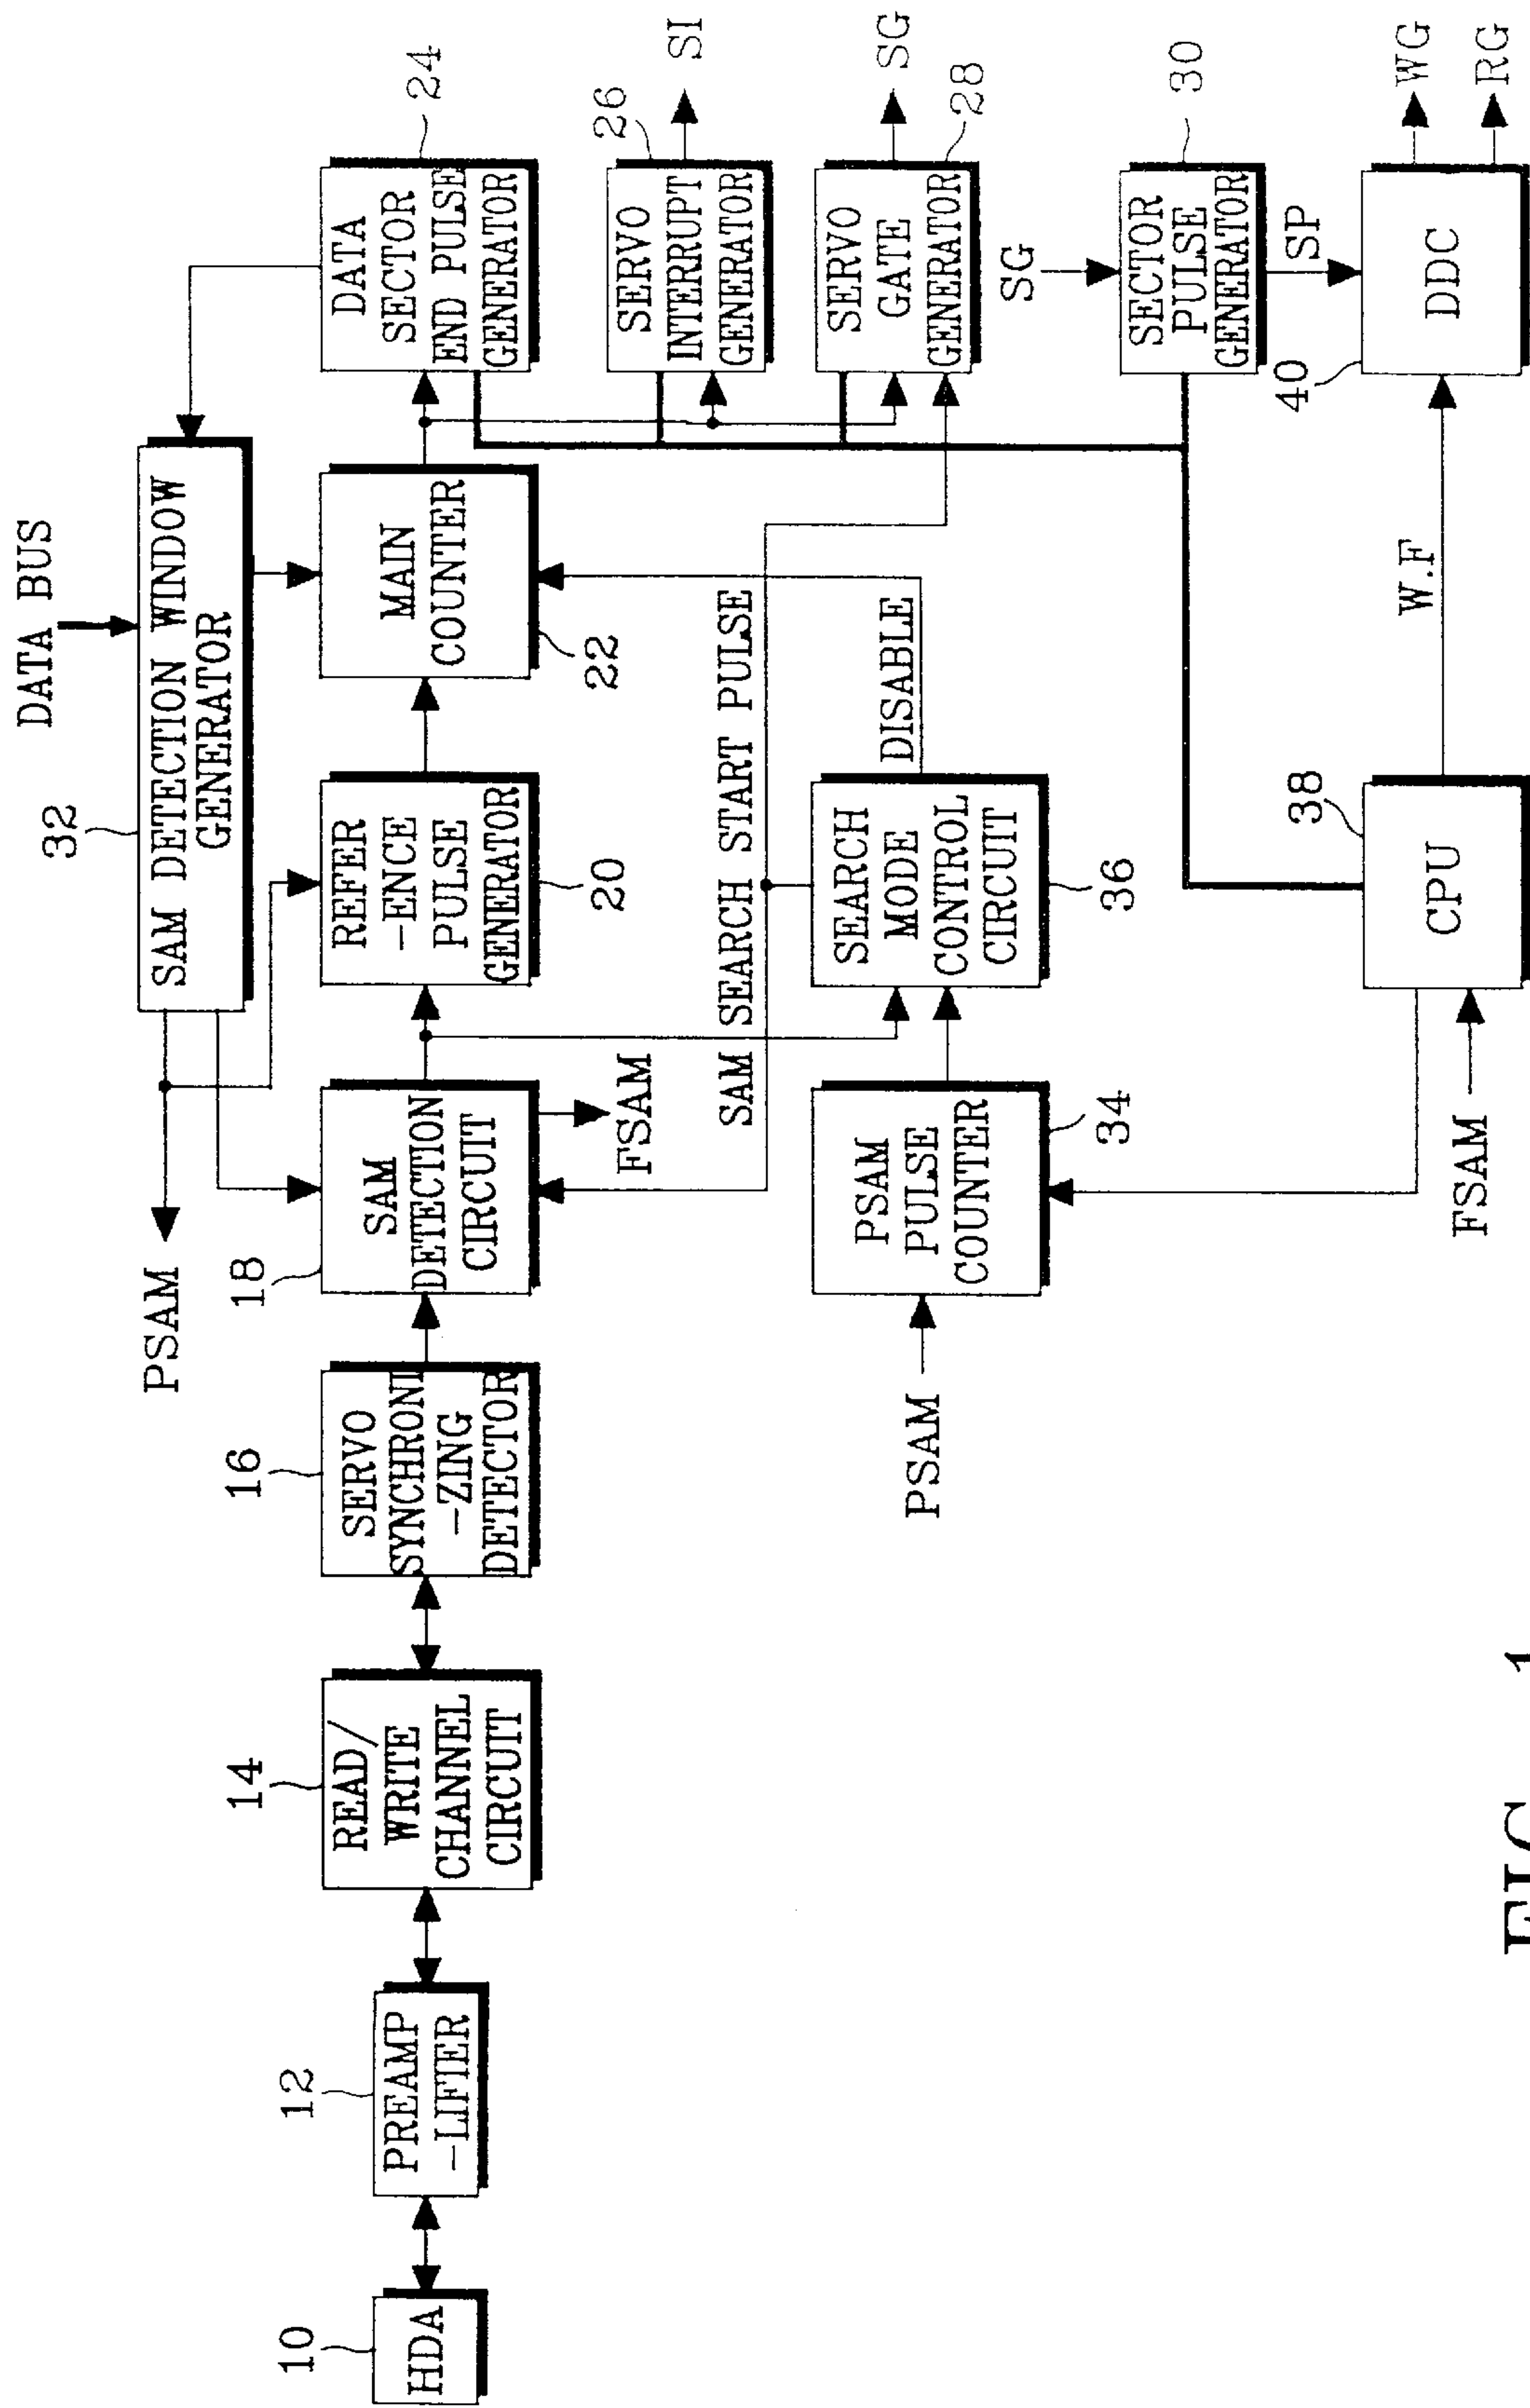 DATA BUS
32
SAM DETECTION WINDOW
GENERATOR
PSAM
10
HDA
12
PREAMP
-LIFIER
14
READ/
WRITE
CHANNEL
CIRCUIT
16
SERVO
SYNCHRONI
-ZING
DETECTOR
18
SAM
DETECTION
CIRCUIT
FSAM
REFER
-ENCE
PULSE
GENERATOR
20
MAIN
COUNTER
22
DATA
SECTOR
END PULSE
GENERATOR
24
SERVO
INTERRUPT
GENERATOR
26
SI
SERVO
GATE
GENERATOR
28
SG
SAM SEARCH START PULSE
DISABLE
PSAM
PSAM
PULSE
COUNTER
34
SEARCH
MODE
CONTROL
CIRCUIT
36
SG
SECTOR
PULSE
GENERATOR
30
SP
FSAM
CPU
38
W.F
40
DDC
WG
RG
FIG. 1